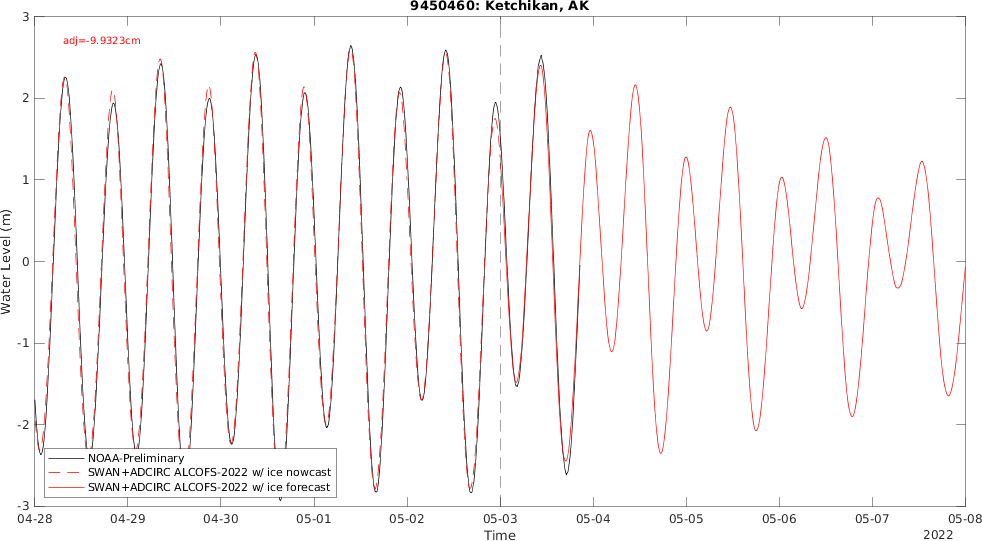 9450460: Ketchikan, AK
adj=-9.9323cm
3
2
1
0
-1
-2
-3
Water Level (m)
NOAA-Preliminary
SWAN+ADCIRC ALCOFS-2022 w/ ice nowcast
SWAN+ADCIRC ALCOFS-2022 w/ ice forecast
04-28 04-29 04-30 05-01 05-02 05-03 05-04 05-05 05-06 05-07 05-08
Time
2022